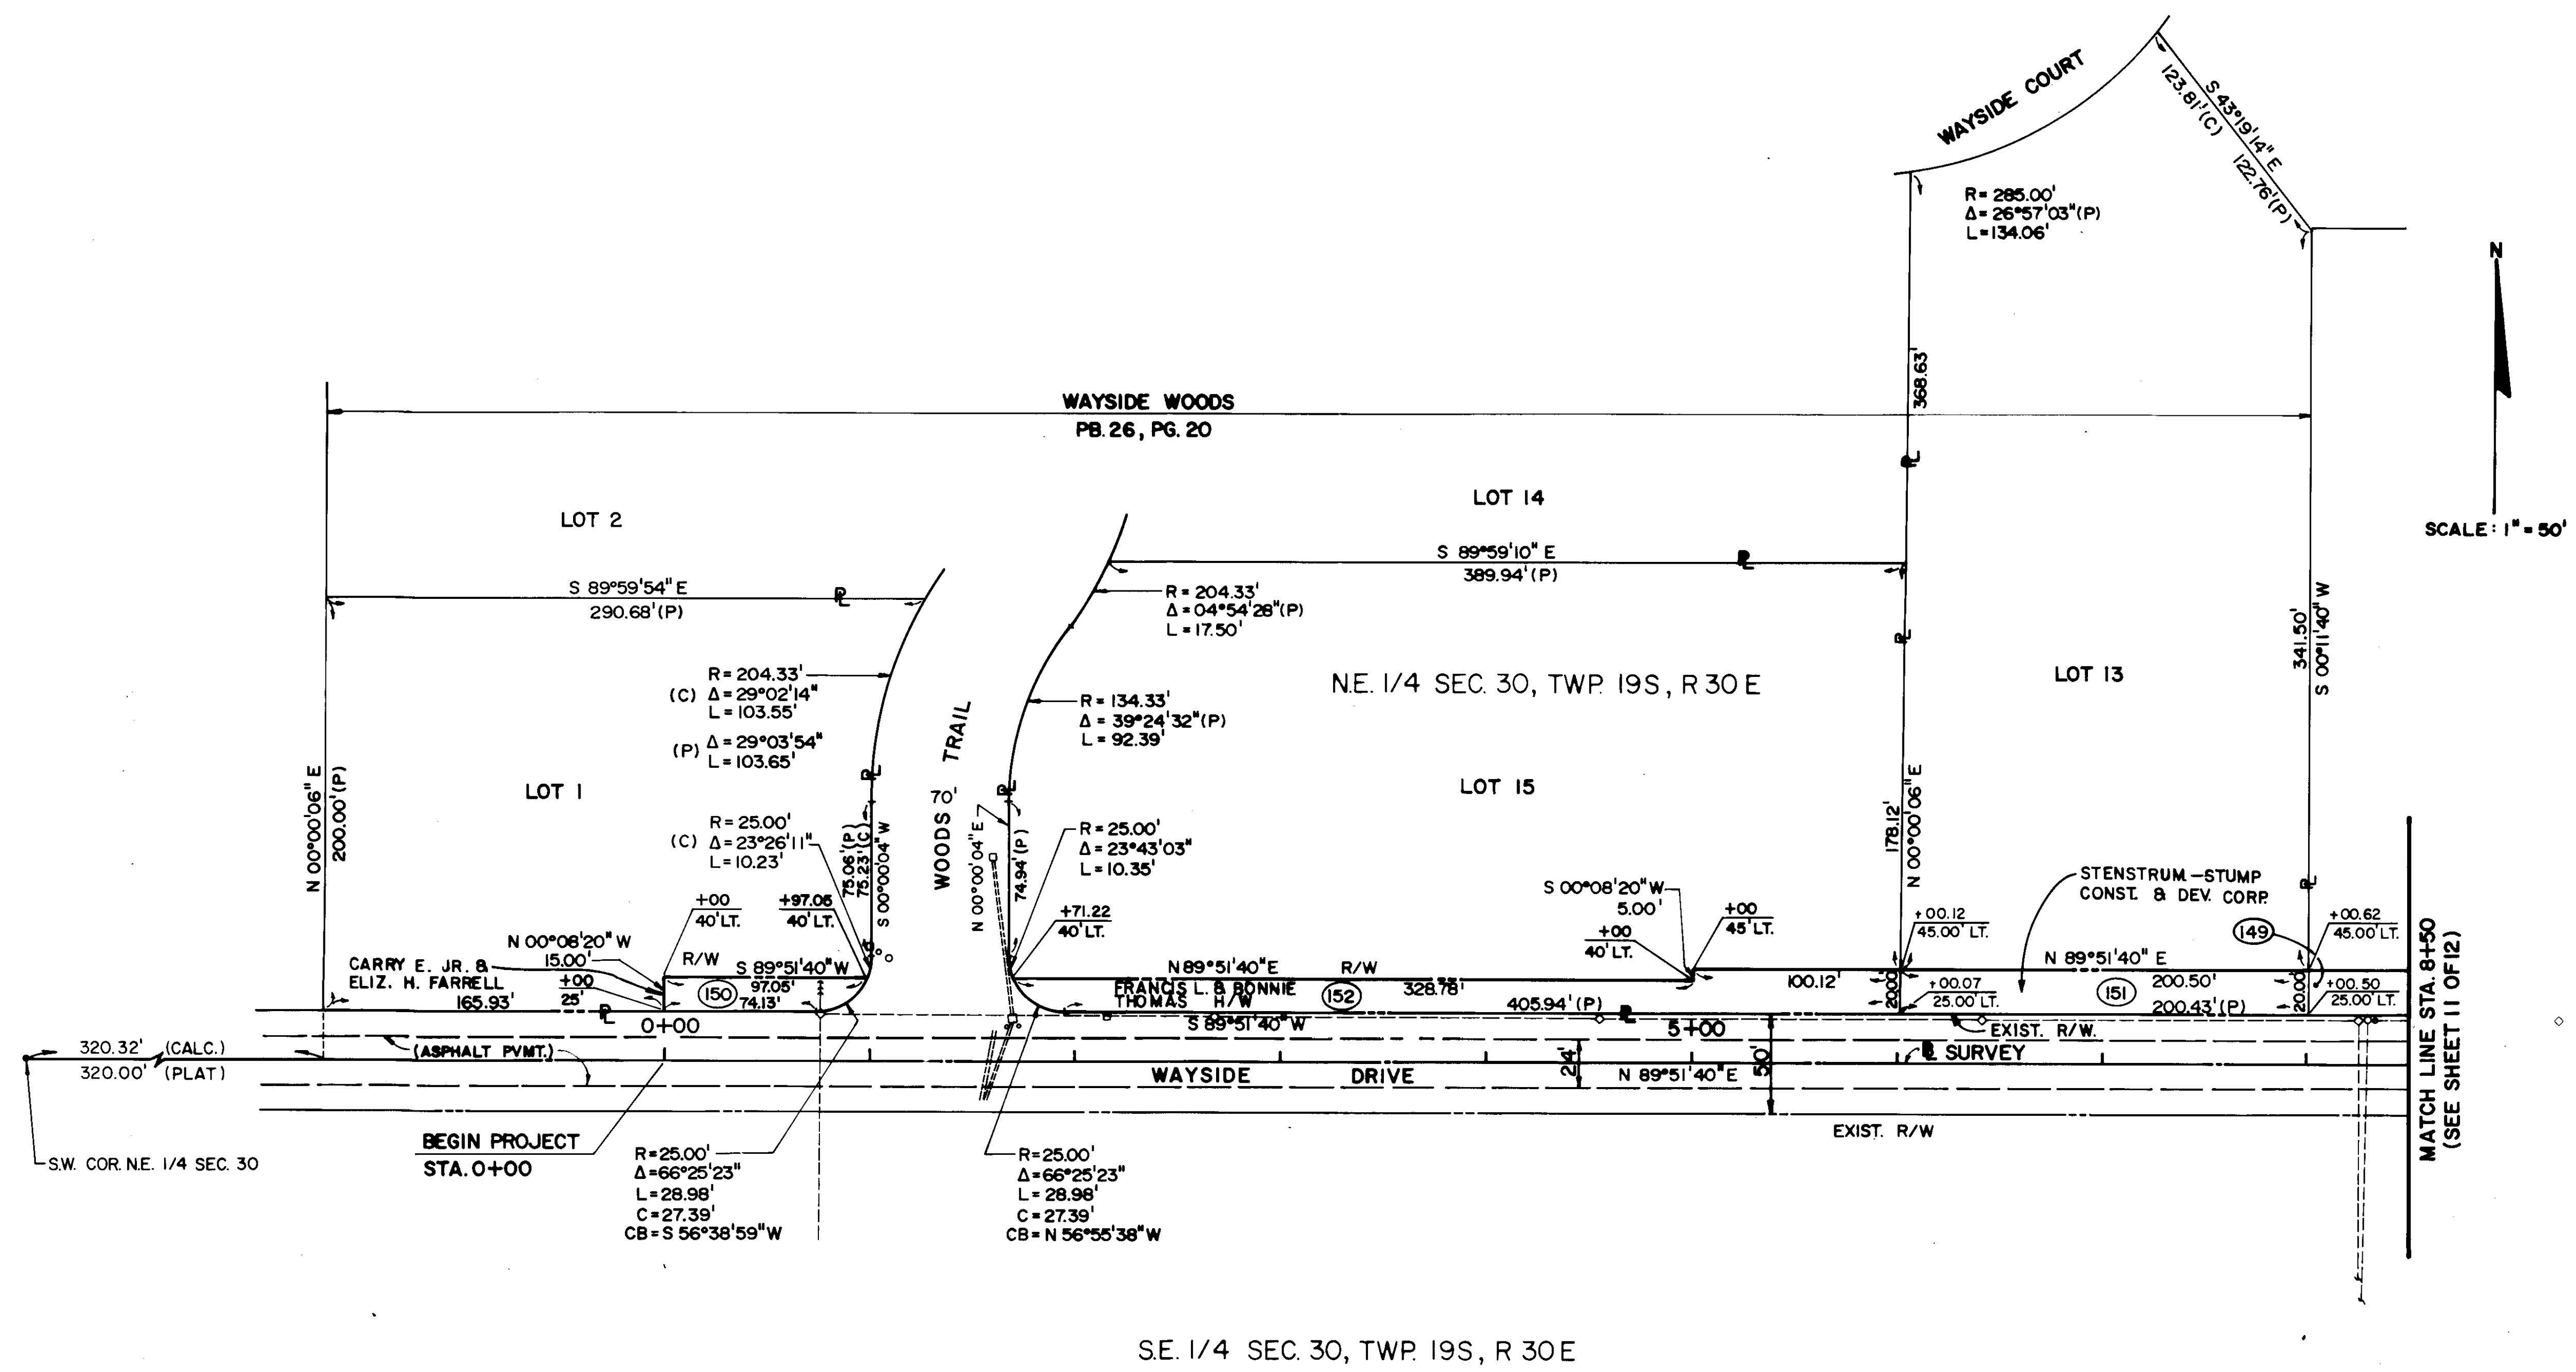 WAYSIDE COURT
S 43°19'14" E
123.81'(C)
122.76'(P)
R= 285.00'
Δ= 26°57'03"(P)
L=134.06'
N
SCALE: 1" = 50'
368.63'
WAYSIDE WOODS
PB. 26, PG. 20
LOT 2
LOT 14
S 89°59'54" E
290.68'(P)
S 89°59'10" E
389.94'(P)
R = 204.33'
Δ = 04°54'28"(P)
L = 17.50'
R = 204.33'
(C) Δ = 29°02'14"
L = 103.55'
(P) Δ = 29°03'54"
L = 103.65'
R = 134.33'
Δ = 39°24'32"(P)
L = 92.39'
N.E. 1/4 SEC. 30, TWP. 19S, R 30 E
LOT 13
341.50'
S 00°11'40" W
N 00°00'06" E
200.00'(P)
LOT 1
LOT 15
WOODS TRAIL
70'
R = 25.00'
(C) Δ = 23°26'11"
L = 10.23'
75.06'(P)
75.23'(C)
S 00°00'04" W
N 00°00'04" E
74.94'(P)
R = 25.00'
Δ = 23°43'03"
L = 10.35'
178.12'
N 00°00'06" E
STENSTRUM-STUMP
CONST. & DEV. CORP.
S 00°08'20" W
5.00'
+00
40' LT.
+97.05
40' LT.
+71.22
40' LT.
+00
40' LT.
+00
45' LT.
+00.12
45.00' LT.
149
+00.62
45.00' LT.
N 00°08'20" W
15.00'
CARRY E. JR. &
ELIZ. H. FARRELL
+00
25'
165.93'
R/W
S 89°51'40" W
97.05'
150
74.13'
N 89°51'40" E R/W
FRANCIS L. & BONNIE
THOMAS H/W
152
328.78'
405.94' (P)
S 89°51'40" W
100.12'
20.00'
+00.07
25.00' LT.
N 89°51'40" E
200.50'
151
200.43' (P)
20.00'
+00.50
25.00' LT.
PL
0+00
5+00
EXIST. R/W.
320.32' (CALC.)
320.00' (PLAT)
(ASPHALT PVMT.)
24'
50'
BL SURVEY
WAYSIDE DRIVE
N 89°51'40" E
EXIST. R/W
S.W. COR. N.E. 1/4 SEC. 30
BEGIN PROJECT
STA. 0+00
R=25.00'
Δ=66°25'23"
L=28.98'
C=27.39'
CB=S 56°38'59" W
R=25.00'
Δ=66°25'23"
L=28.98'
C=27.39'
CB= N 56°55'38" W
MATCH LINE STA. 8+50
(SEE SHEET 11 OF 12)
S.E. 1/4 SEC. 30, TWP. 19S, R 30 E